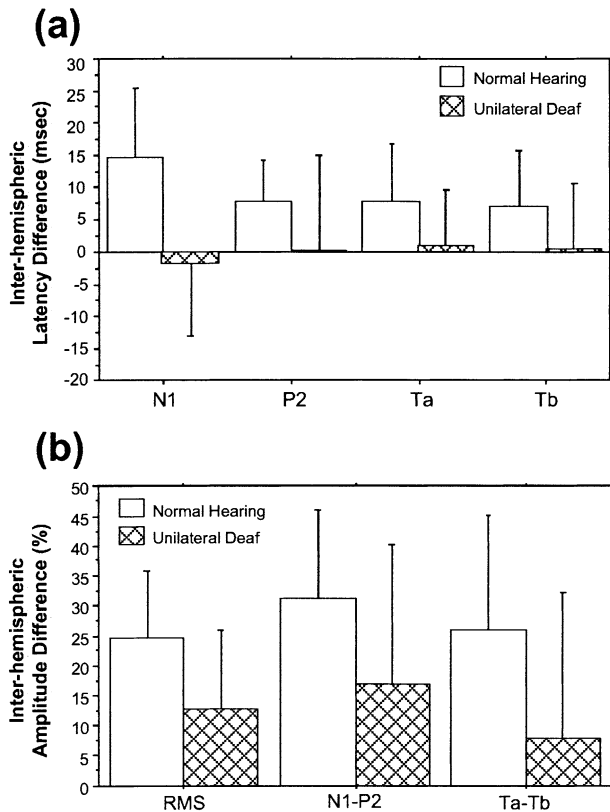 (a)
Inter-hemispheric
Latency Difference (msec)
30
25
20
15
10
5
0
-5
-10
-15
-20
Normal Hearing
Unilateral Deaf
N1
P2
Ta
Tb
(b)
Inter-hemispheric
Amplitude Difference (%)
50
45
40
35
30
25
20
15
10
5
0
Normal Hearing
Unilateral Deaf
RMS
N1-P2
Ta-Tb